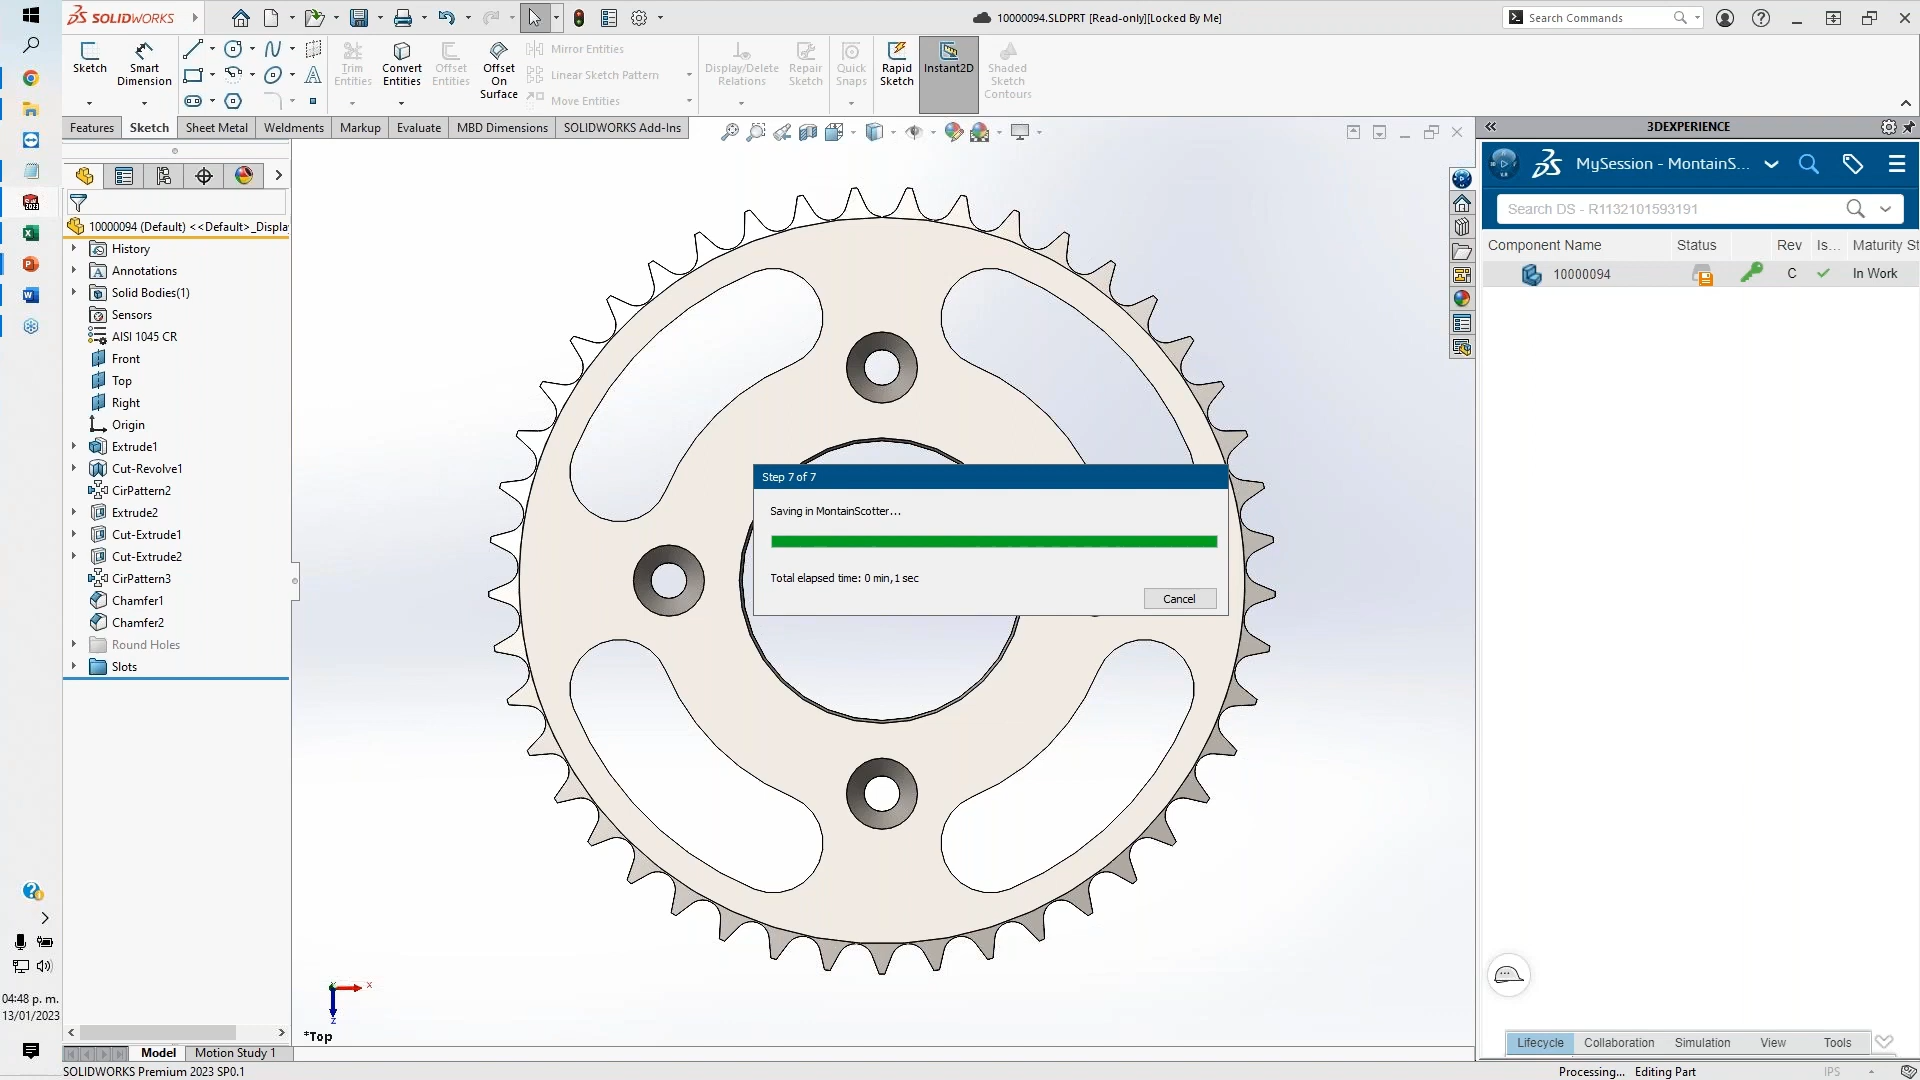 SOLIDWORKS
10000094.SLDPRT [Read-only][Locked By Me]
Search Commands
Sketch
Smart Dimension
Trim Entities
Convert Entities
Offset Entities
Offset On Surface
Mirror Entities
Linear Sketch Pattern
Move Entities
Display/Delete Relations
Repair Sketch
Quick Snaps
Rapid Sketch
Instant2D
Shaded Sketch Contours
Features
Sketch
Sheet Metal
Weldments
Markup
Evaluate
MBD Dimensions
SOLIDWORKS Add-Ins
3DEXPERIENCE
MySession - MontainS...
Search DS - R1132101593191
Component Name
Status
Rev
Is...
Maturity St
10000094
C
In Work
10000094 (Default) <<Default>_Displa
History
Annotations
Solid Bodies(1)
Sensors
AISI 1045 CR
Front
Top
Right
Origin
Extrude1
Cut-Revolve1
CirPattern2
Extrude2
Cut-Extrude1
Cut-Extrude2
CirPattern3
Chamfer1
Chamfer2
Round Holes
Slots
Step 7 of 7
Saving in MontainScotter...
Total elapsed time: 0 min,1 sec
Cancel
x
z
*Top
04:48 p. m.
13/01/2023
Model
Motion Study 1
Lifecycle
Collaboration
Simulation
View
Tools
SOLIDWORKS Premium 2023 SP0.1
Processing...
Editing Part
IPS